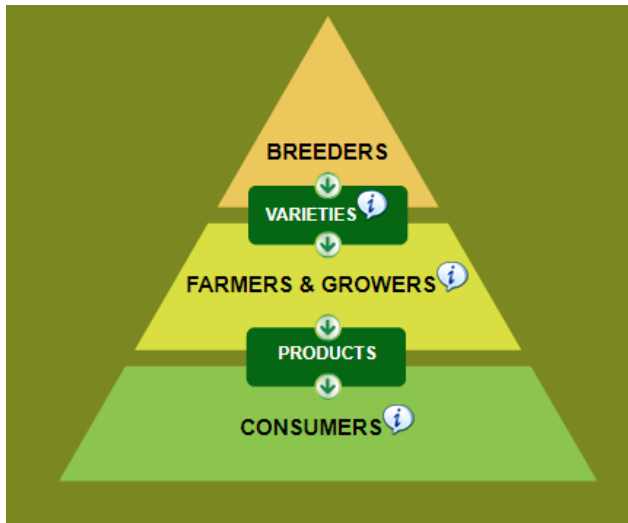 BREEDERS
VARIETIES i
FARMERS & GROWERS i
PRODUCTS
CONSUMERS i